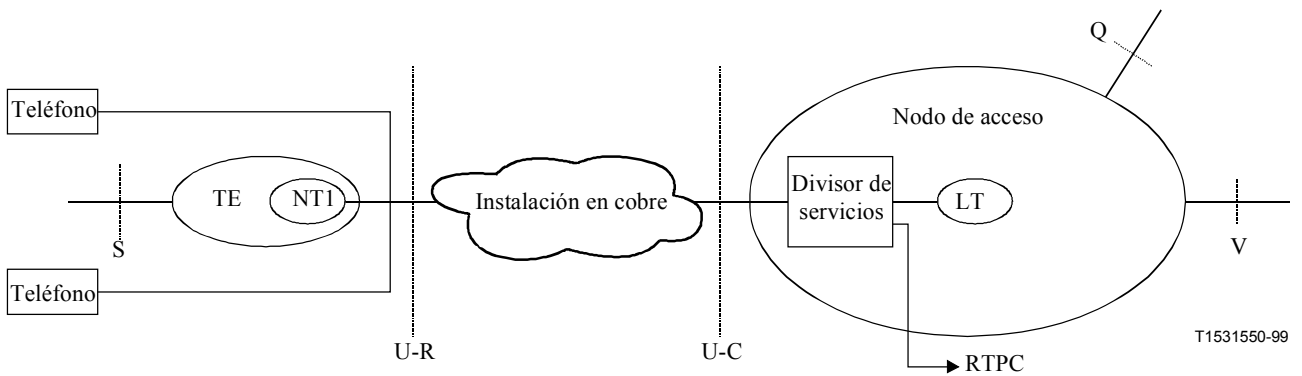 Q
Teléfono
Nodo de acceso
TE
NT1
Instalación en cobre
Divisor de
servicios
LT
S
V
Teléfono
T1531550-99
U-R
U-C
RTPC